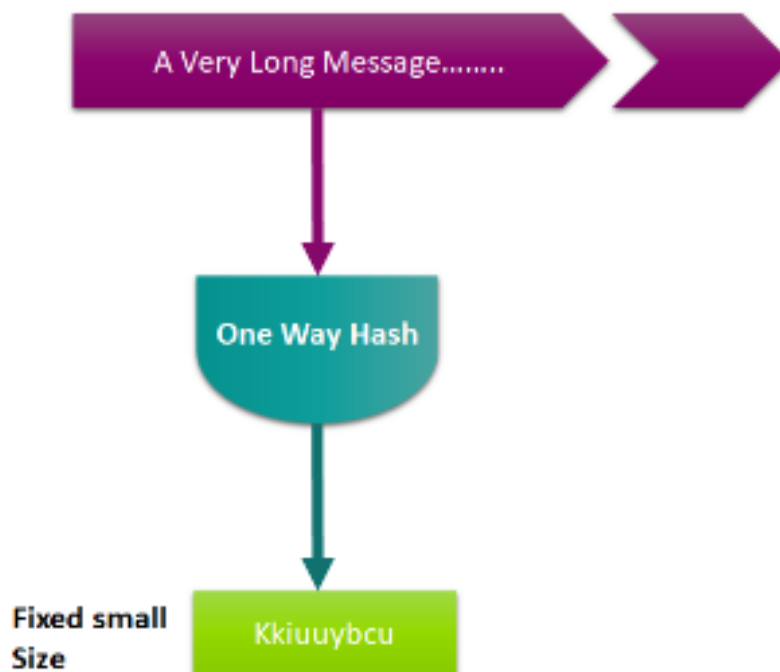 A Very Long Message........
One Way Hash
Fixed small
Size
Kkiuuybcu